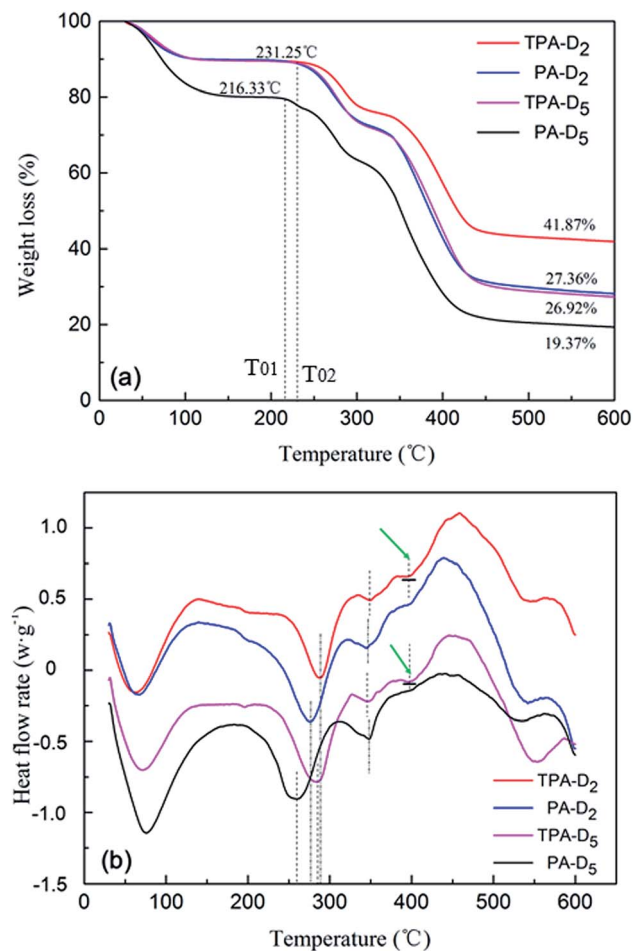 100
80
60
40
20
0
Weight loss (%)
231.25℃
216.33℃
TPA-D2
PA-D2
TPA-D5
PA-D5
41.87%
27.36%
26.92%
19.37%
T01
T02
(a)
0 100 200 300 400 500 600
Temperature (℃)
1.0
0.5
0
-0.5
-1.0
-1.5
Heat flow rate (w·g-1)
TPA-D2
PA-D2
TPA-D5
PA-D5
(b)
0 100 200 300 400 500 600
Temperature (℃)